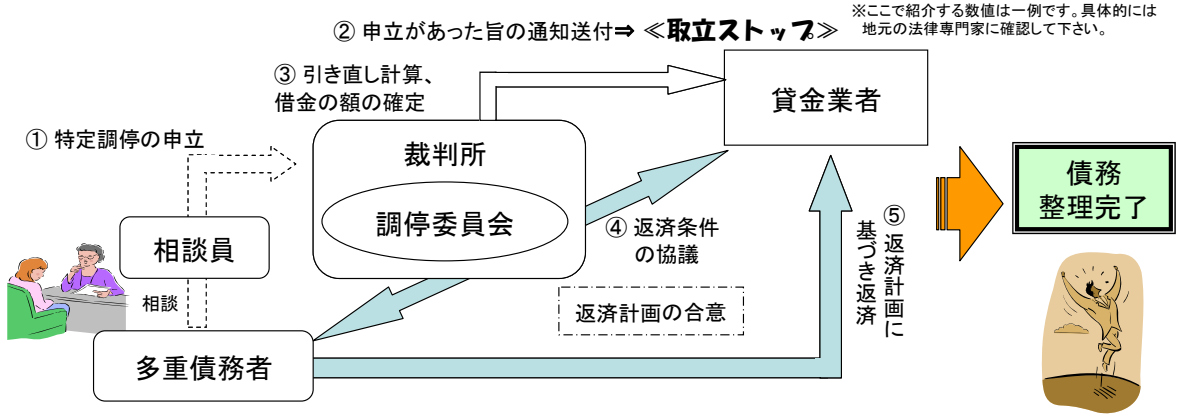 ※ここで紹介する数値は一例です。具体的には
地元の法律専門家に確認して下さい。
② 申立があった旨の通知送付⇒ ≪取立ストップ≫
③ 引き直し計算、
借金の額の確定
貸金業者
① 特定調停の申立
裁判所
調停委員会
債務
整理完了
相談員
④ 返済条件
の協議
⑤ 返済計画に
基づき返済
相談
返済計画の合意
多重債務者